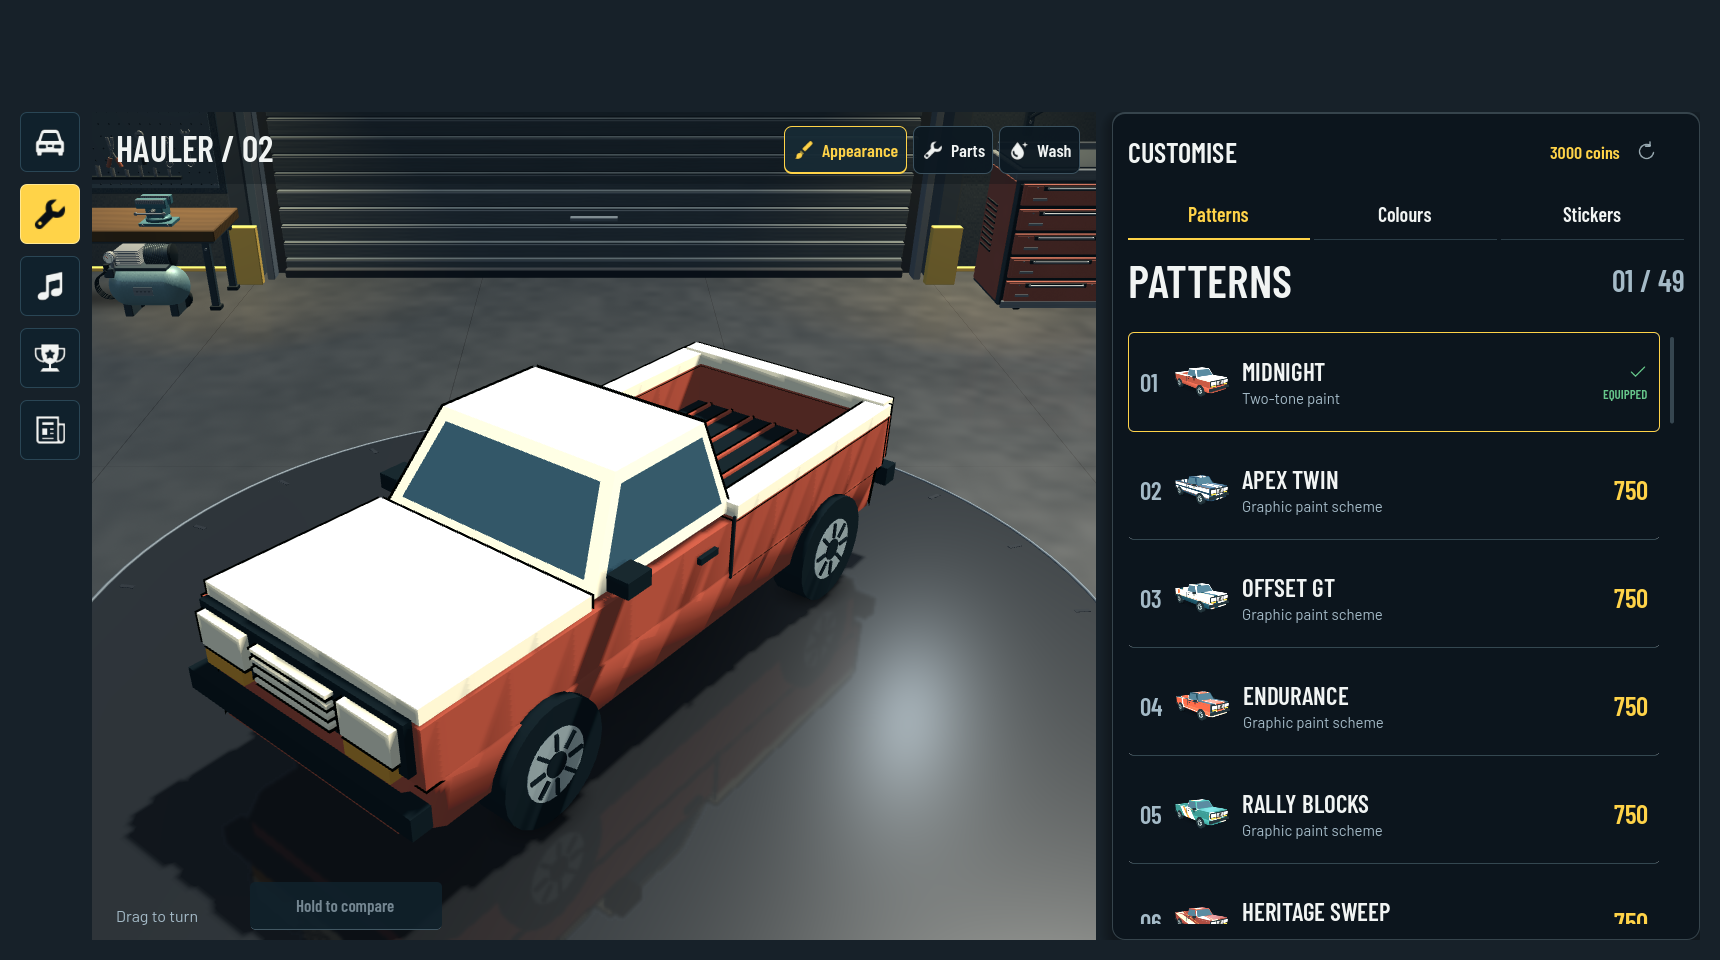 HAULER / 02
Appearance
Parts
Wash
Drag to turn
Hold to compare
CUSTOMISE
3000 coins
Patterns
Colours
Stickers
PATTERNS
01 / 49
01
MIDNIGHT
Two-tone paint
EQUIPPED
02
APEX TWIN
Graphic paint scheme
750
03
OFFSET GT
Graphic paint scheme
750
04
ENDURANCE
Graphic paint scheme
750
05
RALLY BLOCKS
Graphic paint scheme
750
06
HERITAGE SWEEP
750